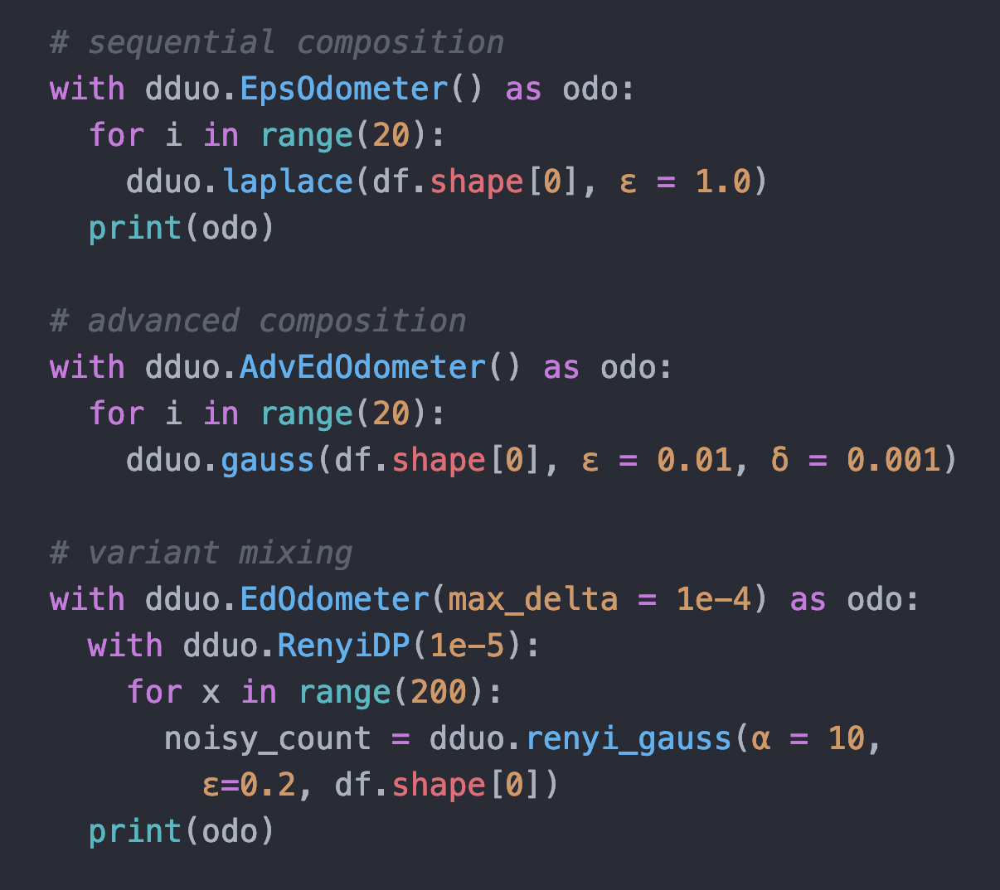 # sequential composition
with dduo.EpsOdometer() as odo:
  for i in range(20):
    dduo.laplace(df.shape[0], ε = 1.0)
  print(odo)

# advanced composition
with dduo.AdvEdOdometer() as odo:
  for i in range(20):
    dduo.gauss(df.shape[0], ε = 0.01, δ = 0.001)

# variant mixing
with dduo.EdOdometer(max_delta = 1e−4) as odo:
  with dduo.RenyiDP(1e−5):
    for x in range(200):
      noisy_count = dduo.renyi_gauss(α = 10,
        ε=0.2, df.shape[0])
  print(odo)